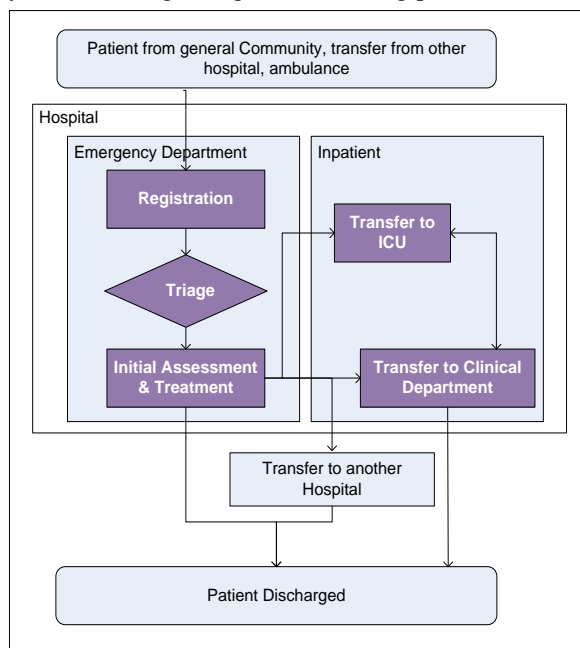 Patient from general Community, transfer from other
hospital, ambulance
Hospital
Emergency Department
Inpatient
Registration
Transfer to
ICU
Triage
Initial Assessment
& Treatment
Transfer to Clinical
Department
Transfer to another
Hospital
Patient Discharged